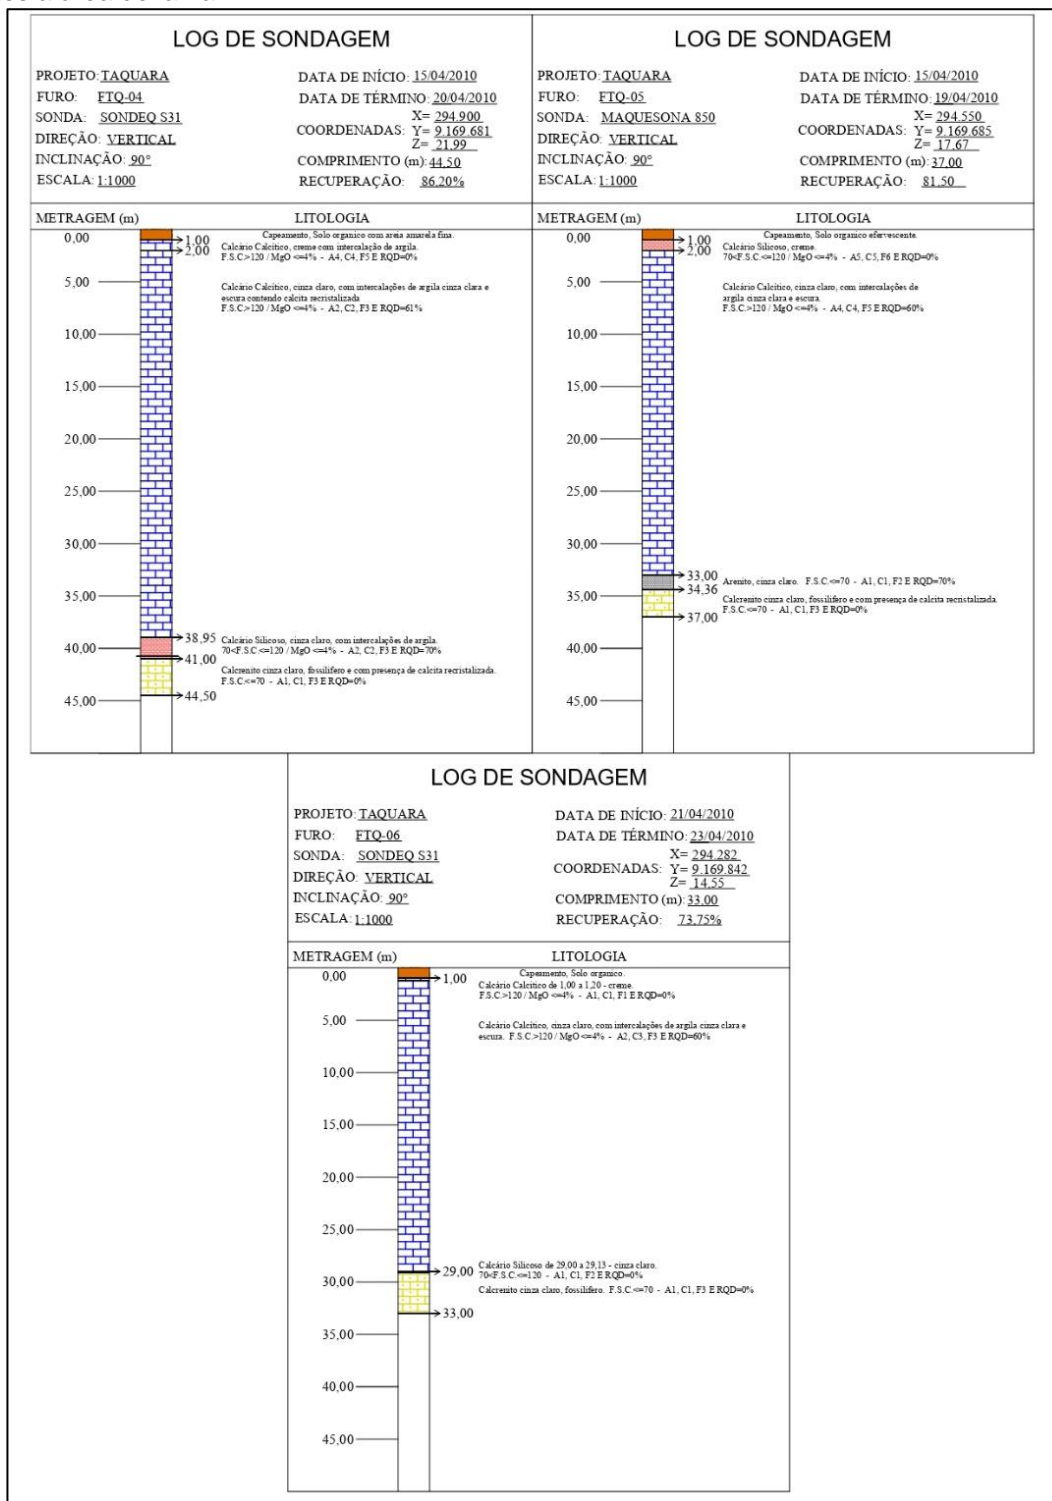 LOG DE SONDAGEM
PROJETO: TAQUARA
FURO: FTQ-04
SONDA: SONDEQ S31
DIREÇÃO: VERTICAL
INCLINAÇÃO: 90°
ESCALA: 1:1000
DATA DE INÍCIO: 15/04/2010
DATA DE TÉRMINO: 20/04/2010
COORDENADAS: X= 294.900
Y= 9.169.681
Z= 21,99
COMPRIMENTO (m): 44,50
RECUPERAÇÃO: 86,20%
METRAGEM (m) LITOLOGIA
0,00
5,00
10,00
15,00
20,00
25,00
30,00
35,00
40,00
45,00
Capeamento, Solo organico com areia amarela fina.
1,00
Calcário Calcítico, creme com intercalação de argila.
F.S.C.>120 / MgO <=4% - A4, C4, F5 E RQD=0%
2,00
Calcário Calcítico, cinza claro, com intercalações de argila cinza clara e
escura contendo calcita recristalizada
F.S.C.>120 / MgO <=4% - A2, C2, F3 E RQD=61%
38,95
Calcário Silicoso, cinza claro, com intercalações de argila.
70<F.S.C <=120 / MgO <=4% - A2, C2, F3 E RQD=70%
41,00
Calcrenito cinza claro, fossilifero e com presença de calcita recristalizada.
F.S.C.<=70 - A1, C1, F3 E RQD=0%
44,50
LOG DE SONDAGEM
PROJETO: TAQUARA
FURO: FTQ-05
SONDA: MAQUESONA 850
DIREÇÃO: VERTICAL
INCLINAÇÃO: 90°
ESCALA: 1:1000
DATA DE INÍCIO: 15/04/2010
DATA DE TÉRMINO: 19/04/2010
COORDENADAS: X= 294.550
Y= 9.169.685
Z= 17,67
COMPRIMENTO (m): 37,00
RECUPERAÇÃO: 81,50
METRAGEM (m) LITOLOGIA
0,00
5,00
10,00
15,00
20,00
25,00
30,00
35,00
40,00
45,00
Capeamento, Solo organico efervescente.
1,00
Calcário Silicoso, creme.
70<F.S.C.<=120 / MgO <=4% - A5, C5, F6 E RQD=0%
2,00
Calcário Calcítico, cinza claro, com intercalações de
argila cinza clara e escura.
F.S.C.>120 / MgO <=4% - A4, C4, F5 E RQD=60%
33,00
Arenito, cinza claro. F.S.C.<=70 - A1, C1, F2 E RQD=70%
34,36
Calcrenito cinza claro, fossilifero e com presença de calcita recristalizada.
F.S.C.<=70 - A1, C1, F3 E RQD=0%
37,00
LOG DE SONDAGEM
PROJETO: TAQUARA
FURO: FTQ-06
SONDA: SONDEQ S31
DIREÇÃO: VERTICAL
INCLINAÇÃO: 90°
ESCALA: 1:1000
DATA DE INÍCIO: 21/04/2010
DATA DE TÉRMINO: 23/04/2010
COORDENADAS: X= 294.282
Y= 9.169.842
Z= 14,55
COMPRIMENTO (m): 33,00
RECUPERAÇÃO: 73,75%
METRAGEM (m) LITOLOGIA
0,00
5,00
10,00
15,00
20,00
25,00
30,00
35,00
40,00
45,00
Capeamento, Solo organico.
1,00
Calcário Calcítico de 1,00 a 1,20 - creme.
F.S.C.>120 / MgO <=4% - A1, C1, F1 E RQD=0%
Calcário Calcítico, cinza claro, com intercalações de argila cinza clara e
escura. F.S.C.>120 / MgO <=4% - A2, C3, F3 E RQD=60%
29,00
Calcário Silicoso de 29,00 a 29,13 - cinza claro.
70<F.S.C.<=120 - A1, C1, F2 E RQD=0%
Calcrenito cinza claro, fossilifero. F.S.C.<=70 - A1, C1, F3 E RQD=0%
33,00